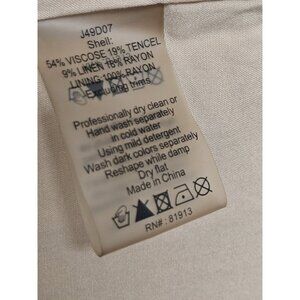 J49D07
Shell:
54% VISCOSE 19% TENCEL
9% LINEN 18% RAYON
LINING 100% RAYON
Excluding trims
Professionally dry clean or
Hand wash separately
in cold water
Using mild detergent
Wash dark colors separately
Reshape while damp
Dry flat
Made in China
RN#: 81913